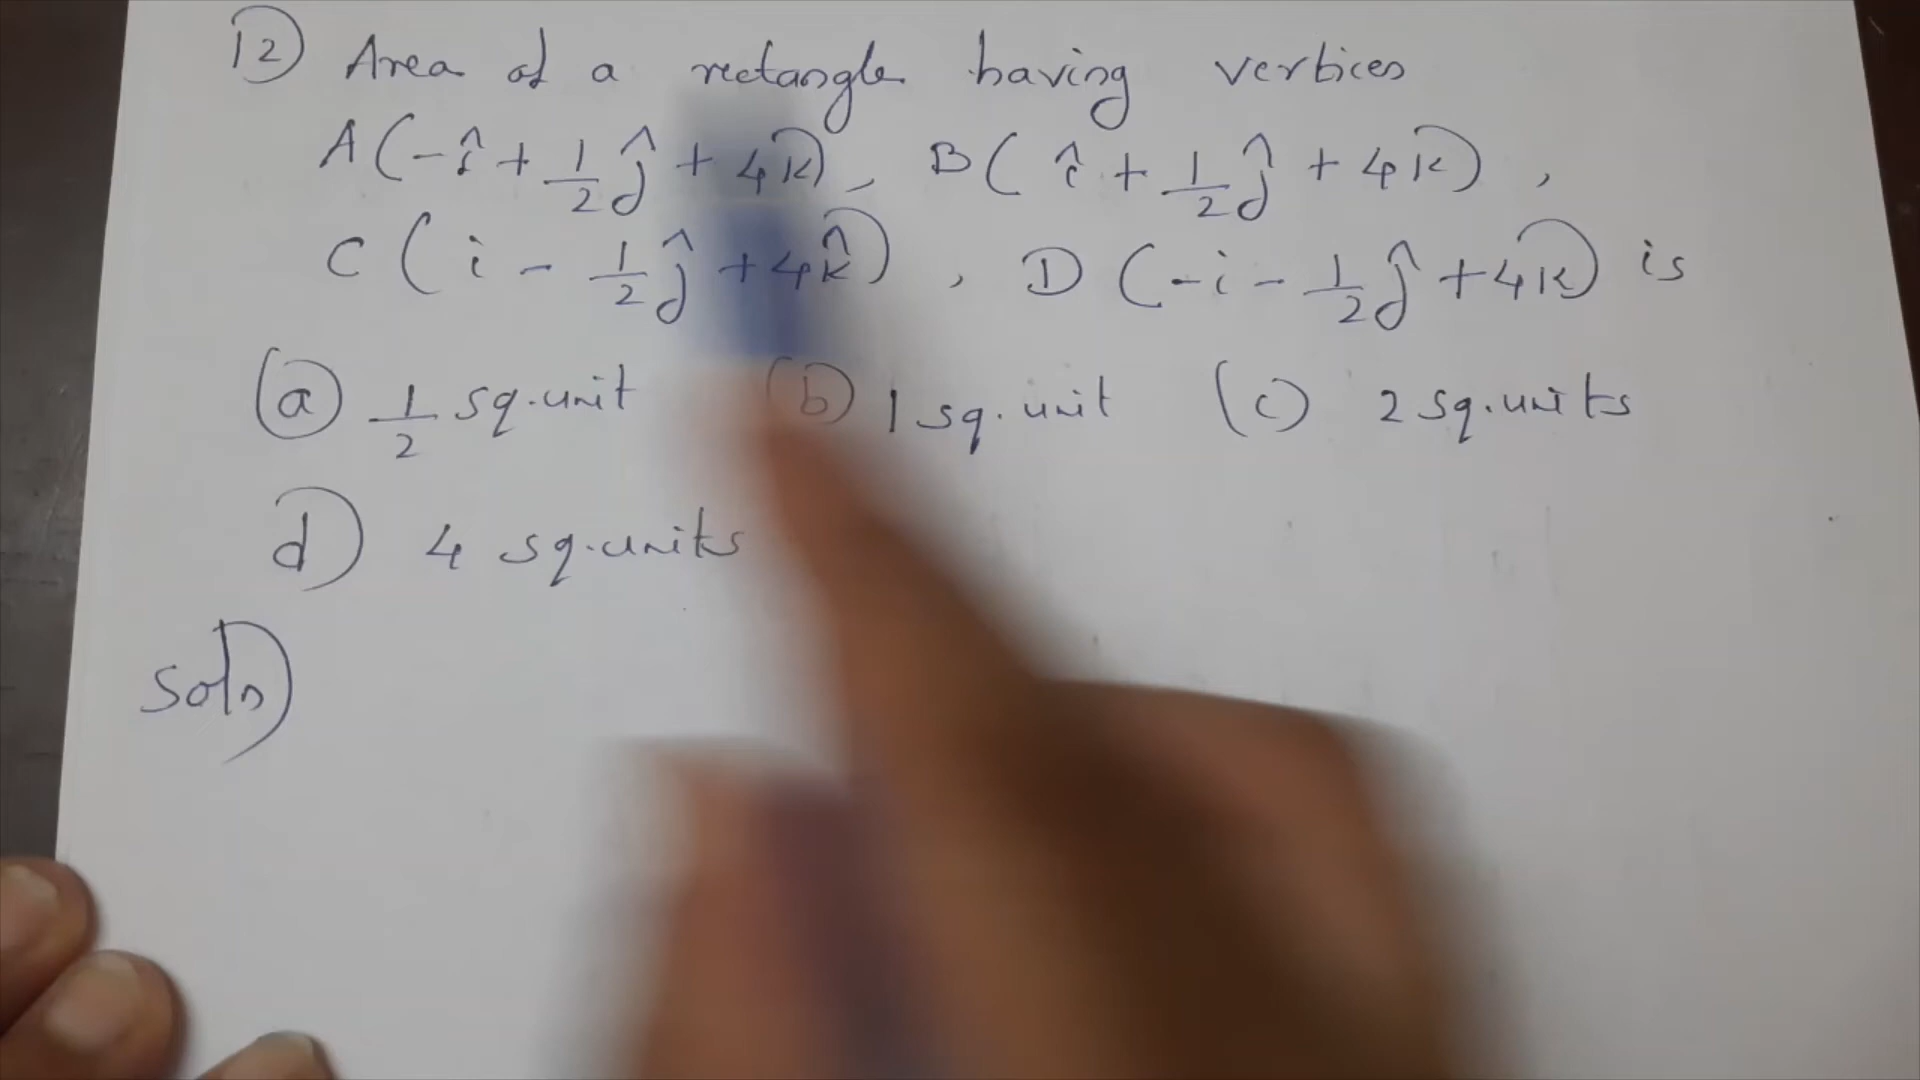 12) Area of a rectangle having vertices
A(-î + 1/2 ĵ + 4k̂), B(î + 1/2 ĵ + 4k̂),
C(i - 1/2 ĵ + 4k̂), D(-i - 1/2 ĵ + 4k̂) is
(a) 1/2 sq.unit (b) 1 sq.unit (c) 2 sq.units
d) 4 sq.units
Soln)